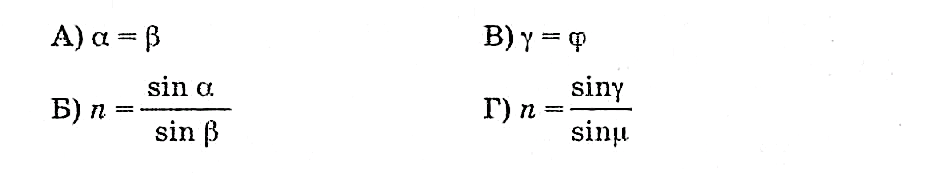 А) α = β
В) γ = φ
Б) n = sin α / sin β
Г) n = sinγ / sinμ